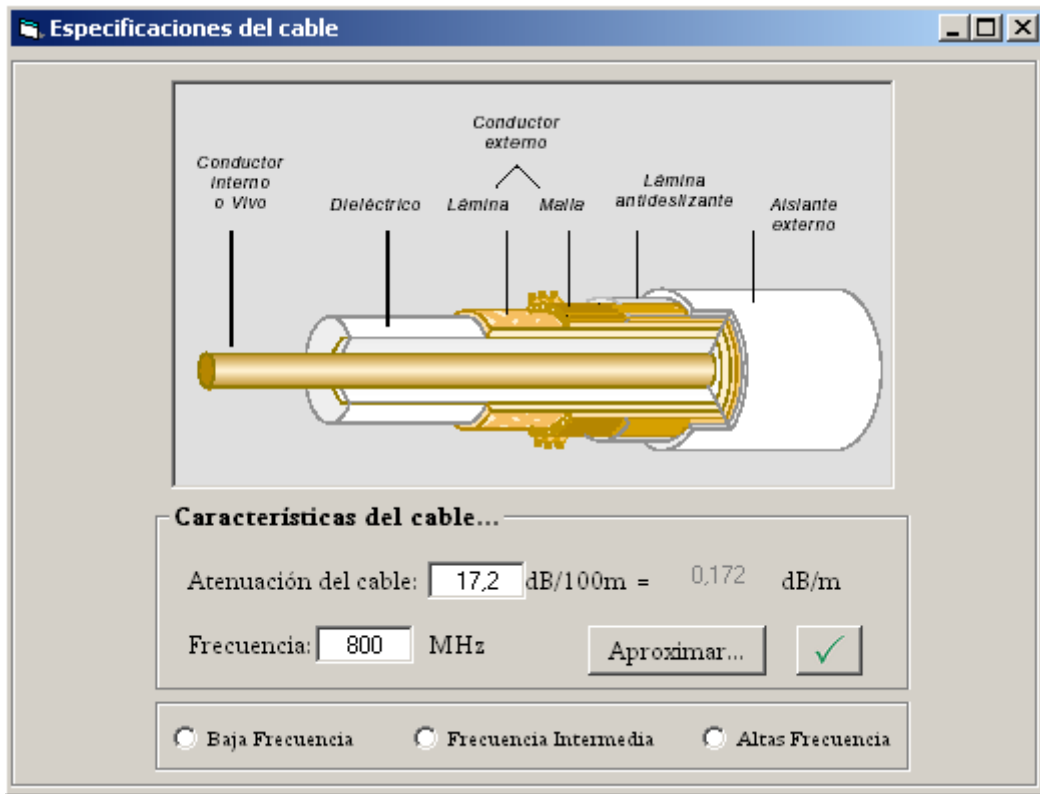 Especificaciones del cable
Conductor
externo
Conductor
interno
o Vivo
Dieléctrico
Lámina
Malla
Lámina
antideslizante
Aislante
externo
Características del cable...
Atenuación del cable: 17,2 dB/100m = 0,172 dB/m
Frecuencia: 800 MHz Aproximar...
Baja Frecuencia Frecuencia Intermedia Altas Frecuencia